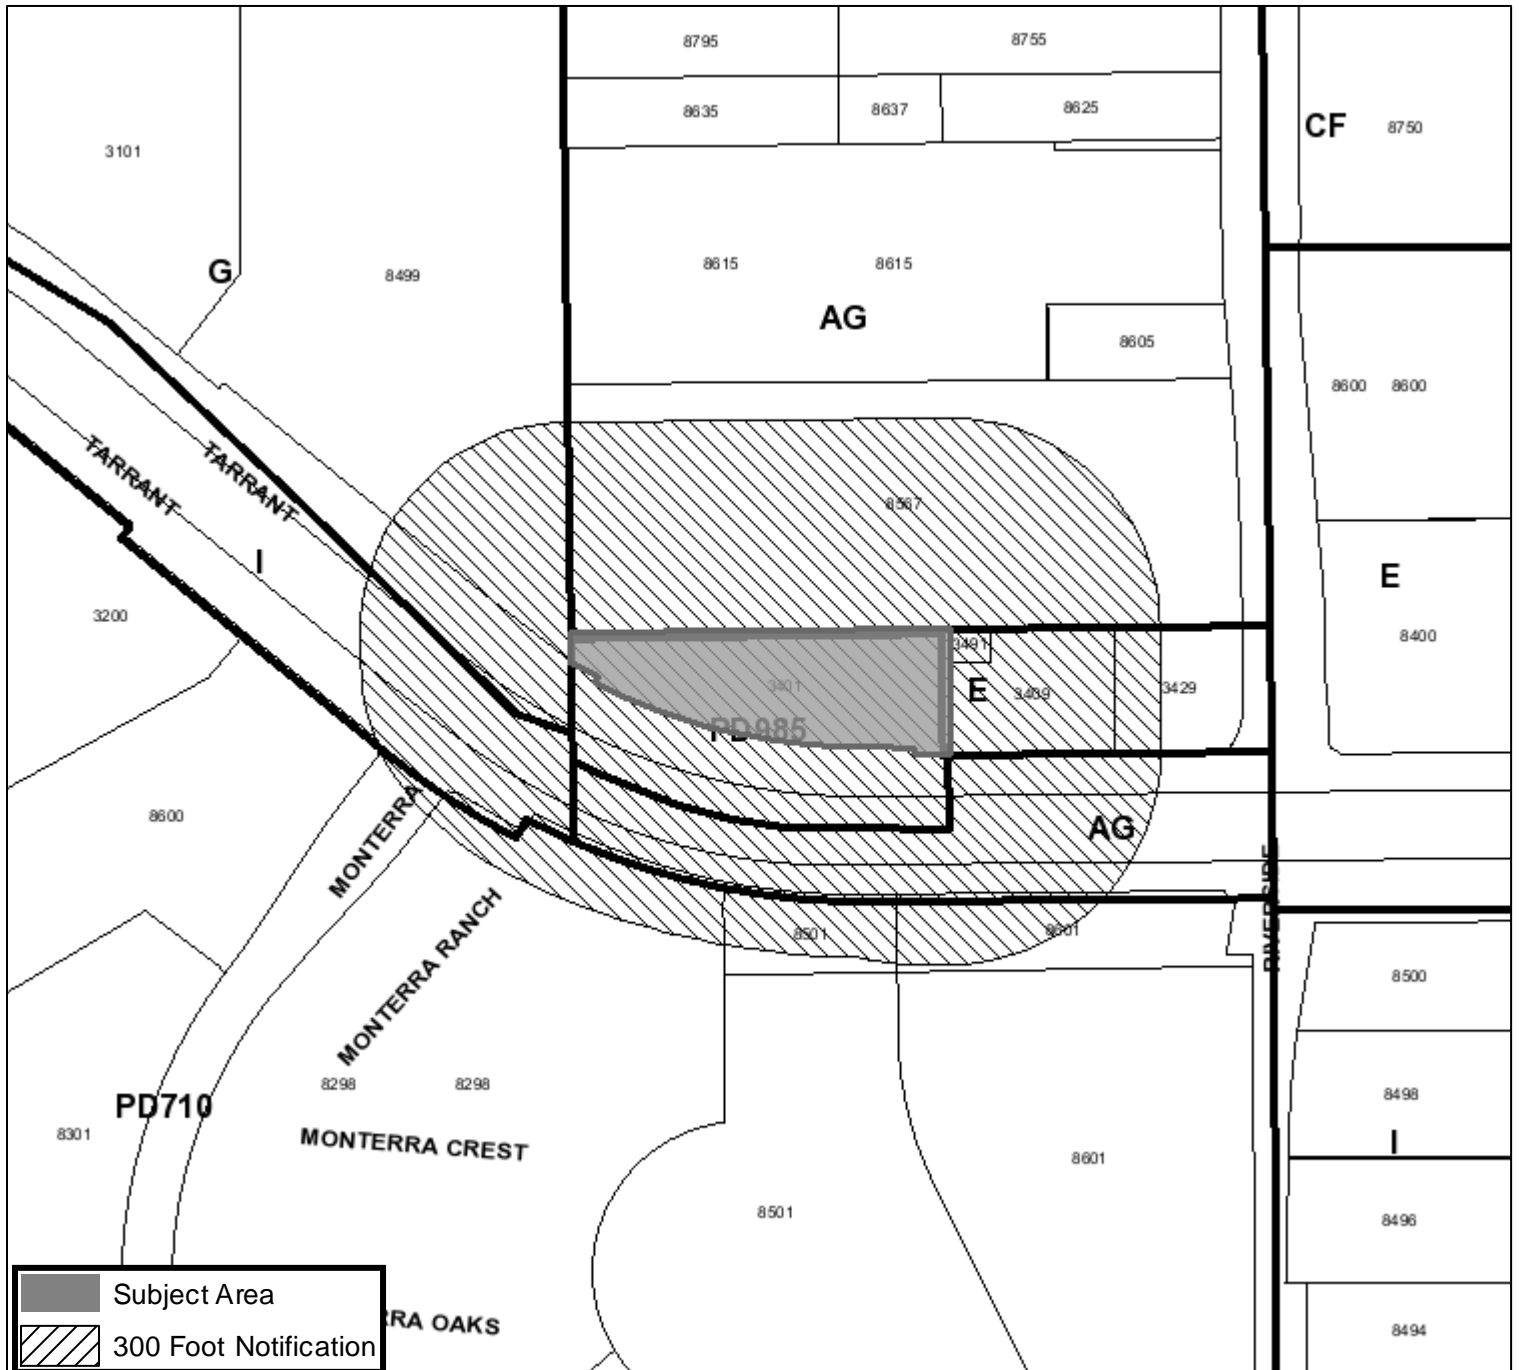 8795
8755
8635
8637
8625
CF
8750
3101
G
8499
8615
8615
AG
8605
8600
8600
TARRANT
TARRANT
8567
I
E
3200
8400
3491
3401
E
3409
3429
PD985
8600
MONTERRA
AG
RIVERSIDE
MONTERRA RANCH
8501
8601
8500
8298
8298
8498
PD710
8301
MONTERRA CREST
I
8601
8501
8496
Subject Area
RRA OAKS
8494
300 Foot Notification